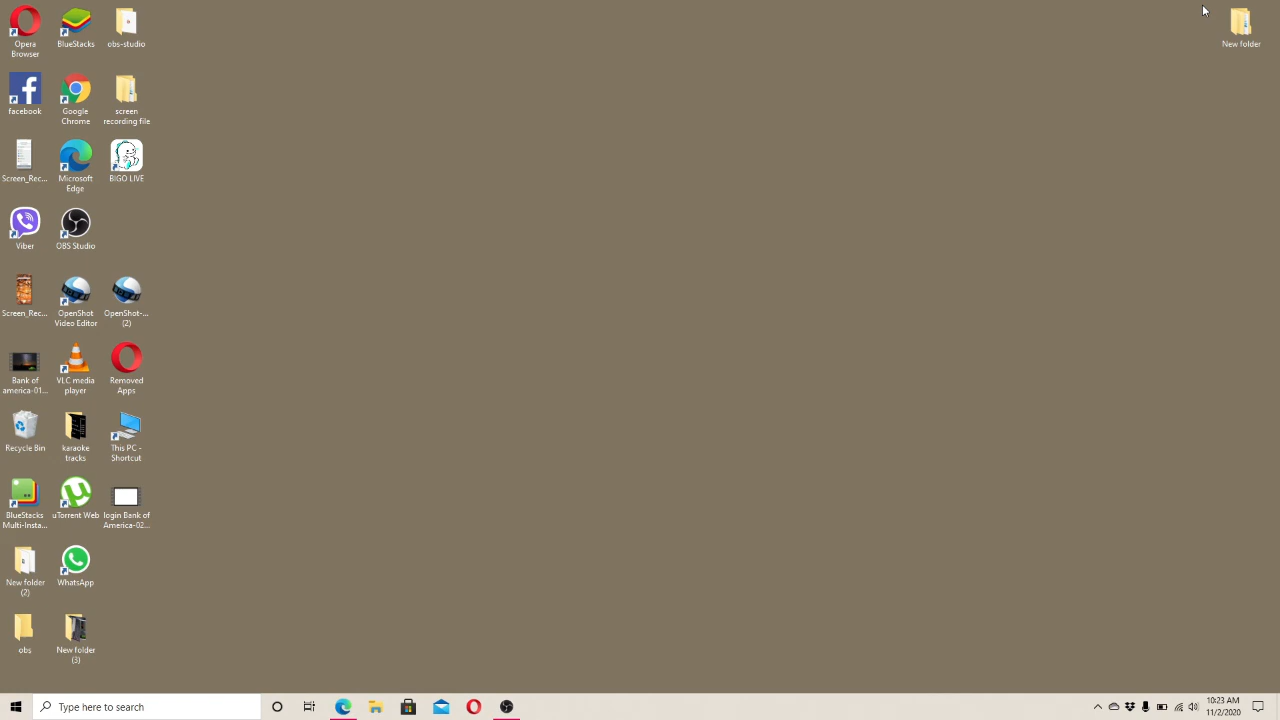 Opera
Browser
BlueStacks
obs-studio
New folder
facebook
Google
Chrome
screen
recording file
Screen_Rec...
Microsoft
Edge
BIGO LIVE
Viber
OBS Studio
Screen_Rec...
OpenShot
Video Editor
OpenShot-...
(2)
Bank of
america-01...
VLC media
player
Removed
Apps
Recycle Bin
karaoke
tracks
This PC -
Shortcut
BlueStacks
Multi-Insta...
uTorrent Web
login Bank of
America-02...
New folder
(2)
WhatsApp
obs
New folder
(3)
Type here to search
10:23 AM
11/2/2020